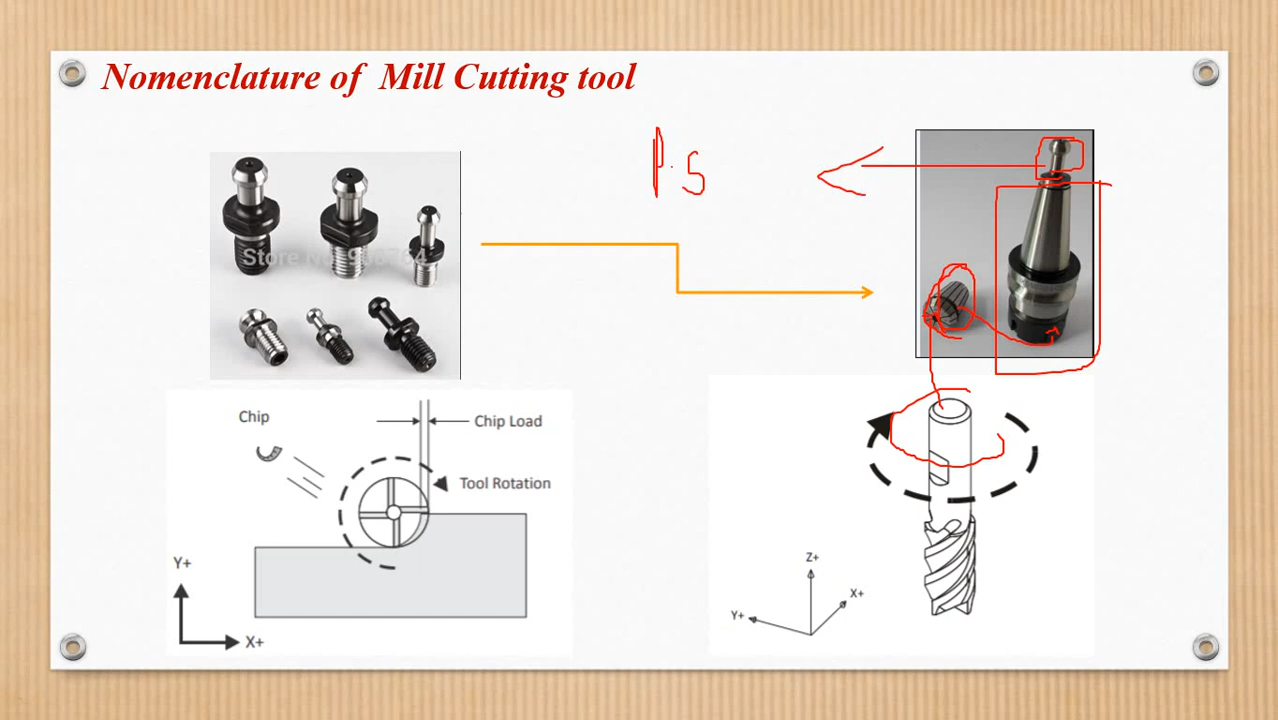 Nomenclature of Mill Cutting tool
P.S
Chip
Chip Load
Tool Rotation
Y+
X+
Z+
X+
Y+